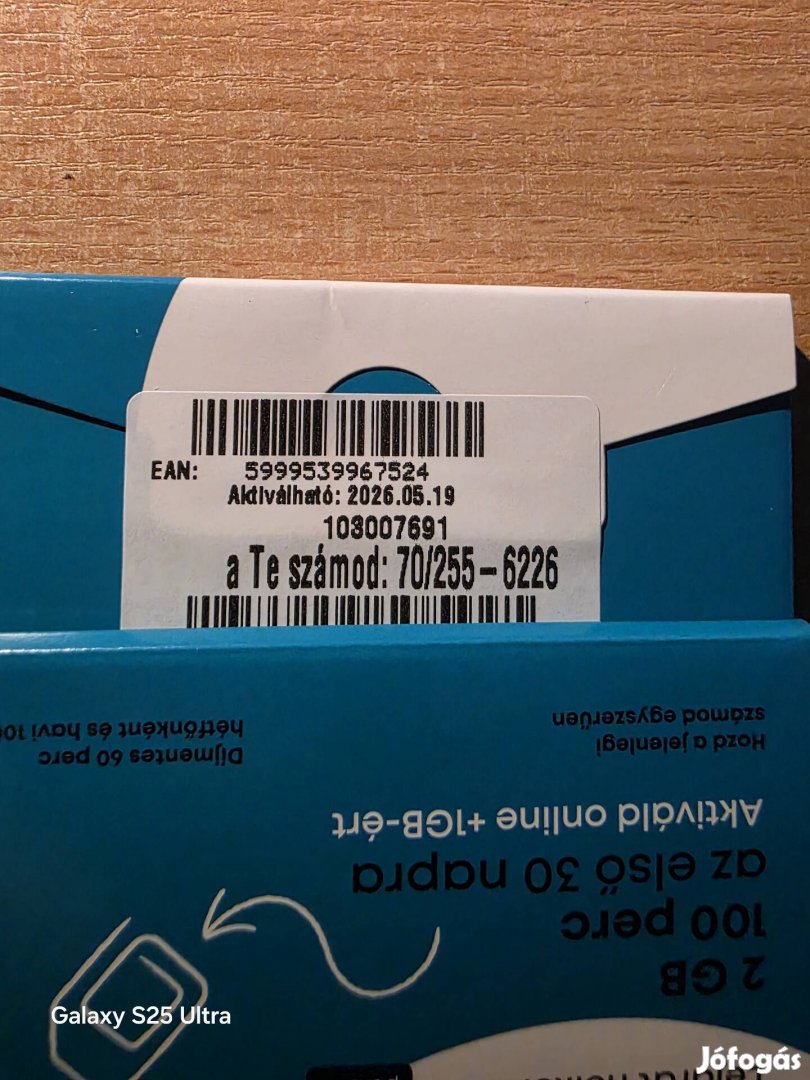 EAN: 5999539967524
Aktiválható: 2026.05.19
103007691
a Te számod: 70/255-6226
Díjmentes 60 perc
hétfőnként és havi
Hozd a jelenlegi
számod egyszerűen
Aktiváld online +1GB-ért
2 GB
100 perc
az első 30 napra
Galaxy S25 Ultra
Jófogás